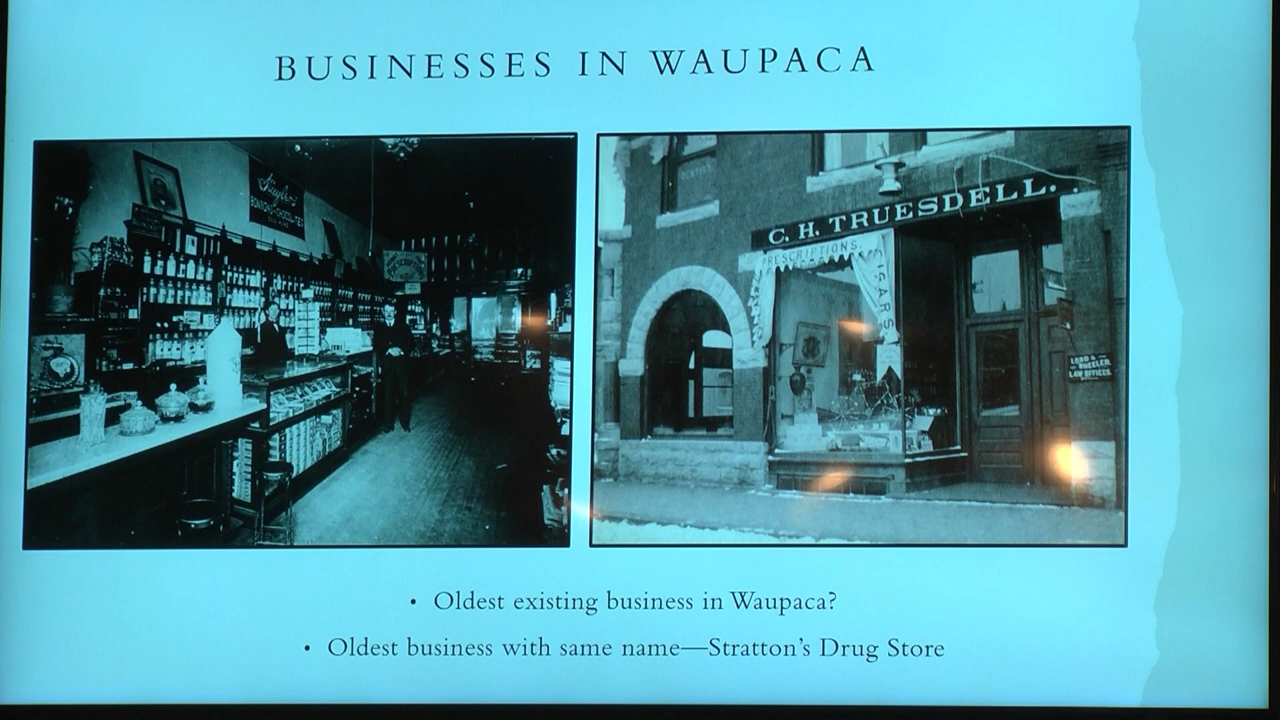 BUSINESSES IN WAUPACA
PRESCRIPTIONS
C. H. TRUESDELL.
PRESCRIPTIONS.
CIGARS
LAW OFFICES.
• Oldest existing business in Waupaca?
• Oldest business with same name—Stratton's Drug Store